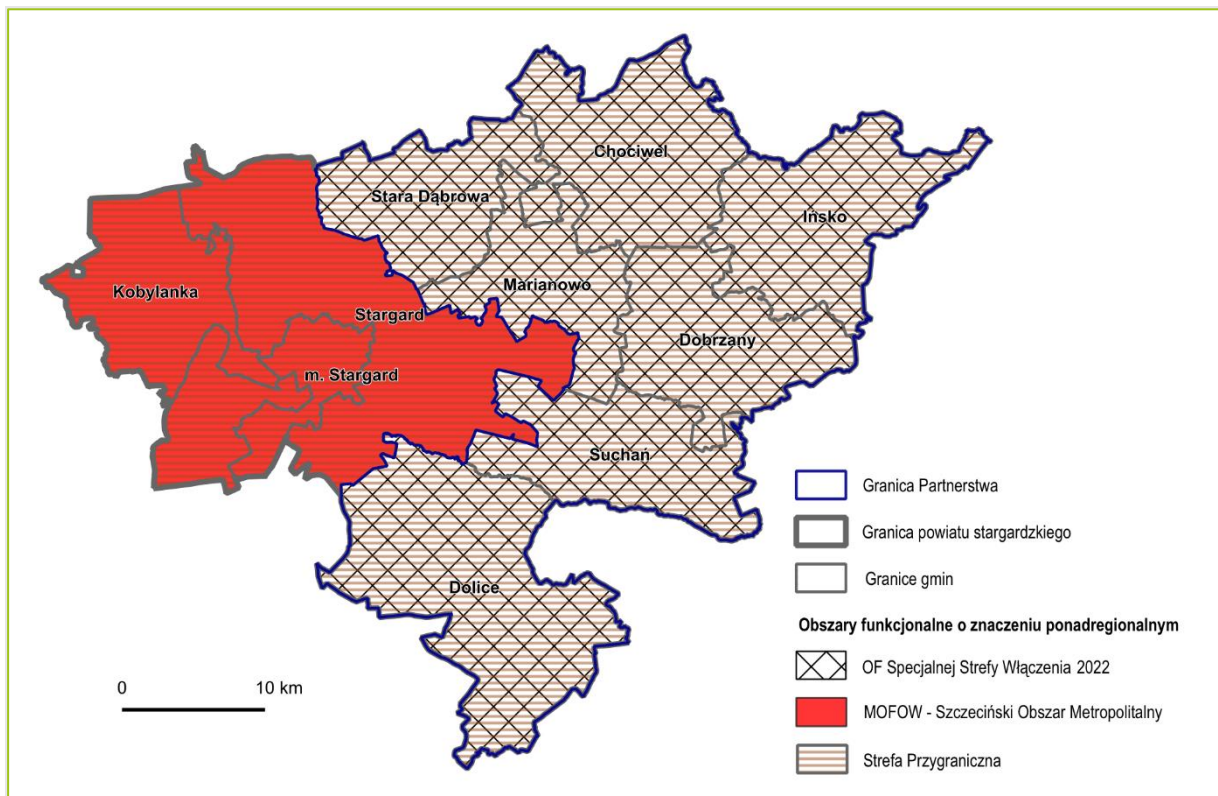 Chociwel
Stara Dąbrowa
Ińsko
Marianowo
Kobylanka
Stargard
Dobrzany
m. Stargard
Suchań
Dolice
0 10 km
Granica Partnerstwa
Granica powiatu stargardzkiego
Granice gmin
Obszary funkcjonalne o znaczeniu ponadregionalnym
OF Specjalnej Strefy Włączenia 2022
MOFOW - Szczeciński Obszar Metropolitalny
Strefa Przygraniczna